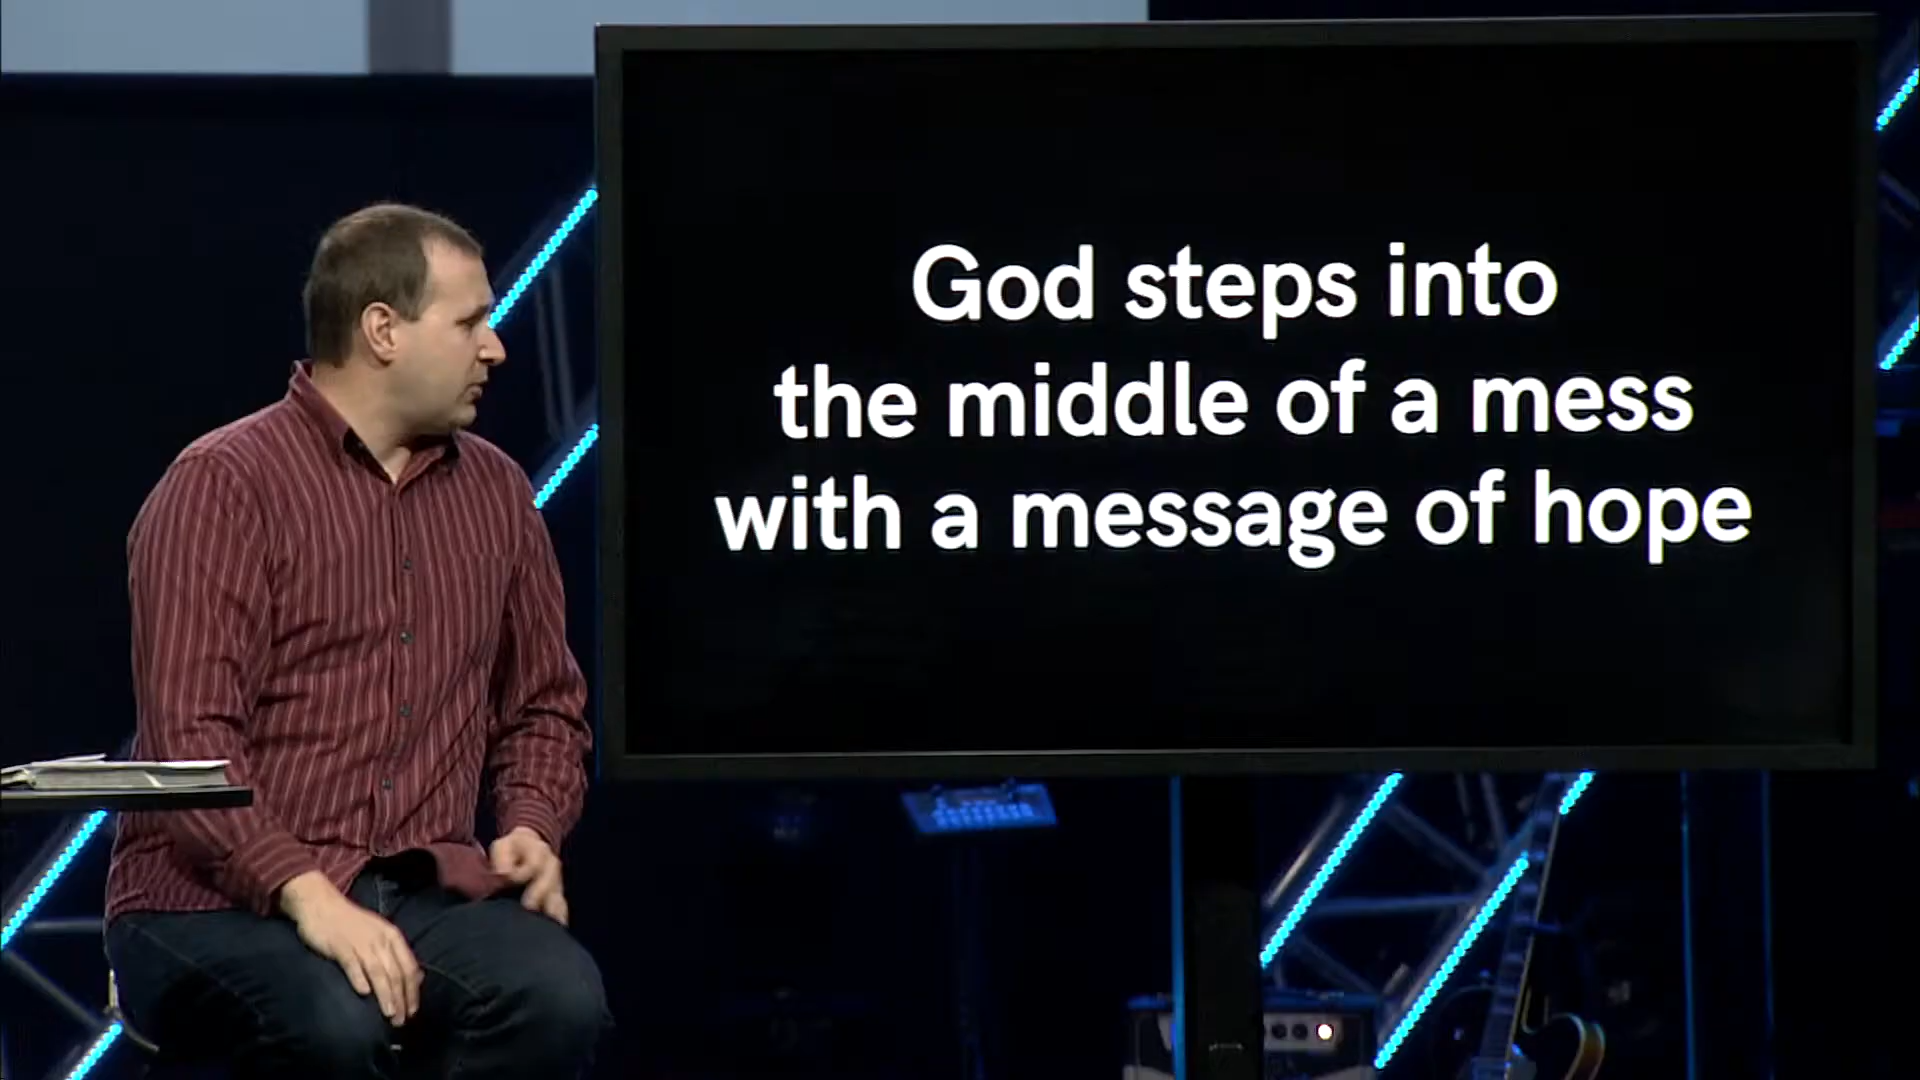 God steps into
the middle of a mess
with a message of hope